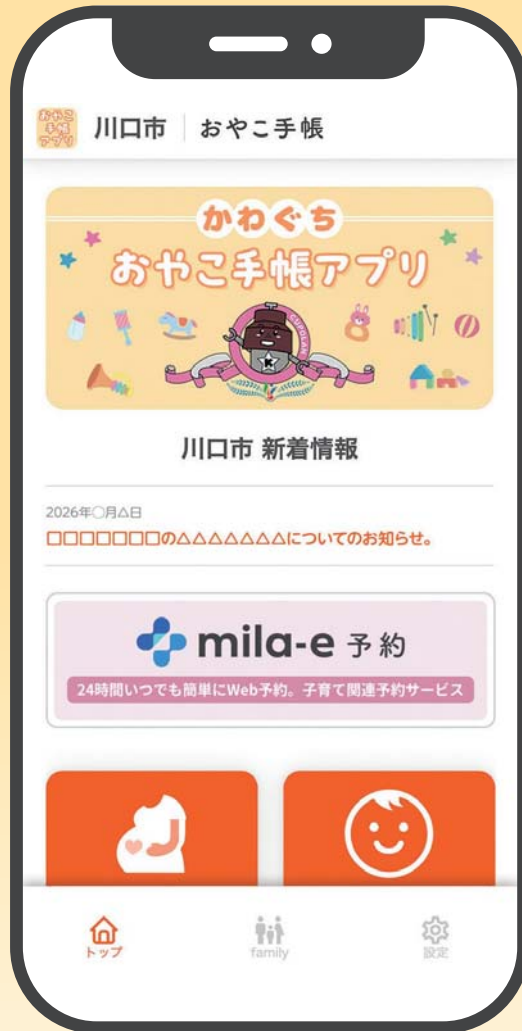 おやこ
手帳
アプリ
川口市 おやこ手帳
かわぐち
おやこ手帳アプリ
CUPOLAN
K
川口市 新着情報
2026年〇月△日
□□□□□□□の△△△△△△△についてのお知らせ。
mila-e 予約
24時間いつでも簡単にWeb予約。子育て関連予約サービス
トップ
family
設定